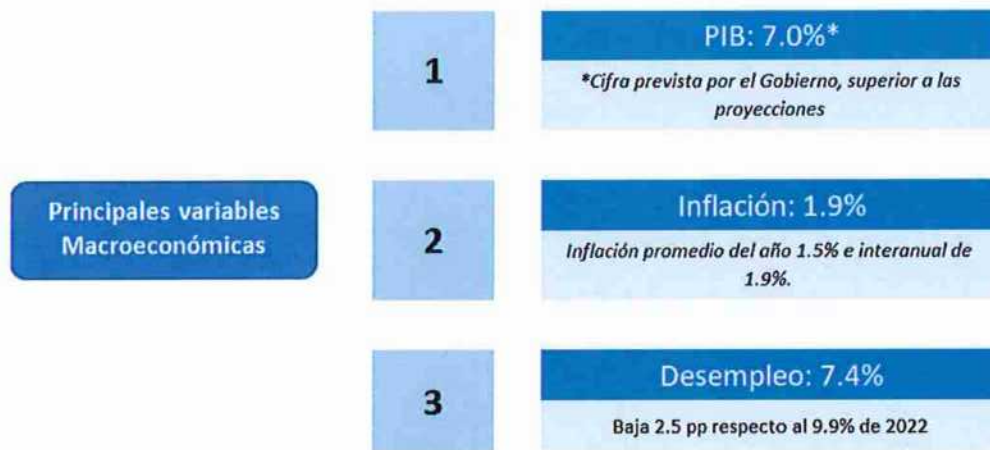 Principales variables
Macroeconómicas
1
PIB: 7.0%*
*Cifra prevista por el Gobierno, superior a las
proyecciones
2
Inflación: 1.9%
Inflación promedio del año 1.5% e interanual de
1.9%.
3
Desempleo: 7.4%
Baja 2.5 pp respecto al 9.9% de 2022